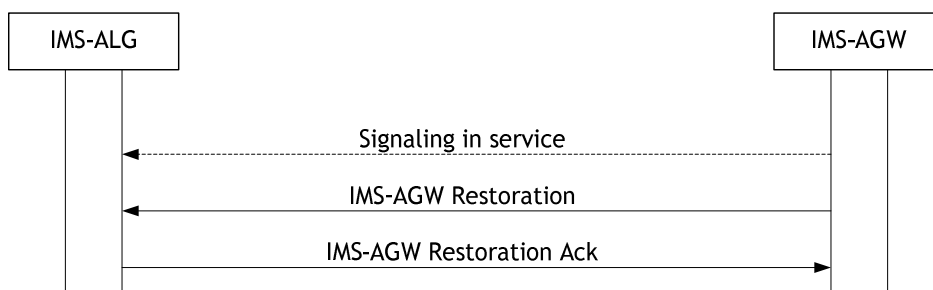 IMS-ALG
IMS-AGW
Signaling in service
IMS-AGW Restoration
IMS-AGW Restoration Ack